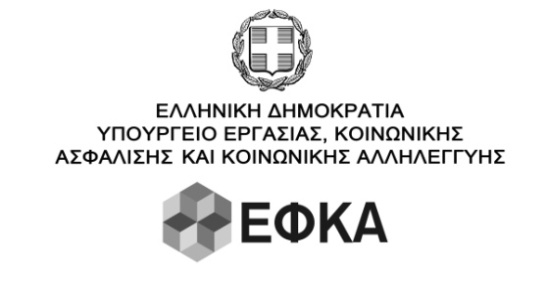 ΕΛΛΗΝΙΚΗ ΔΗΜΟΚΡΑΤΙΑ
ΥΠΟΥΡΓΕΙΟ ΕΡΓΑΣΙΑΣ, ΚΟΙΝΩΝΙΚΗΣ
ΑΣΦΑΛΙΣΗΣ ΚΑΙ ΚΟΙΝΩΝΙΚΗΣ ΑΛΛΗΛΕΓΓΥΗΣ
ΕΦΚΑ